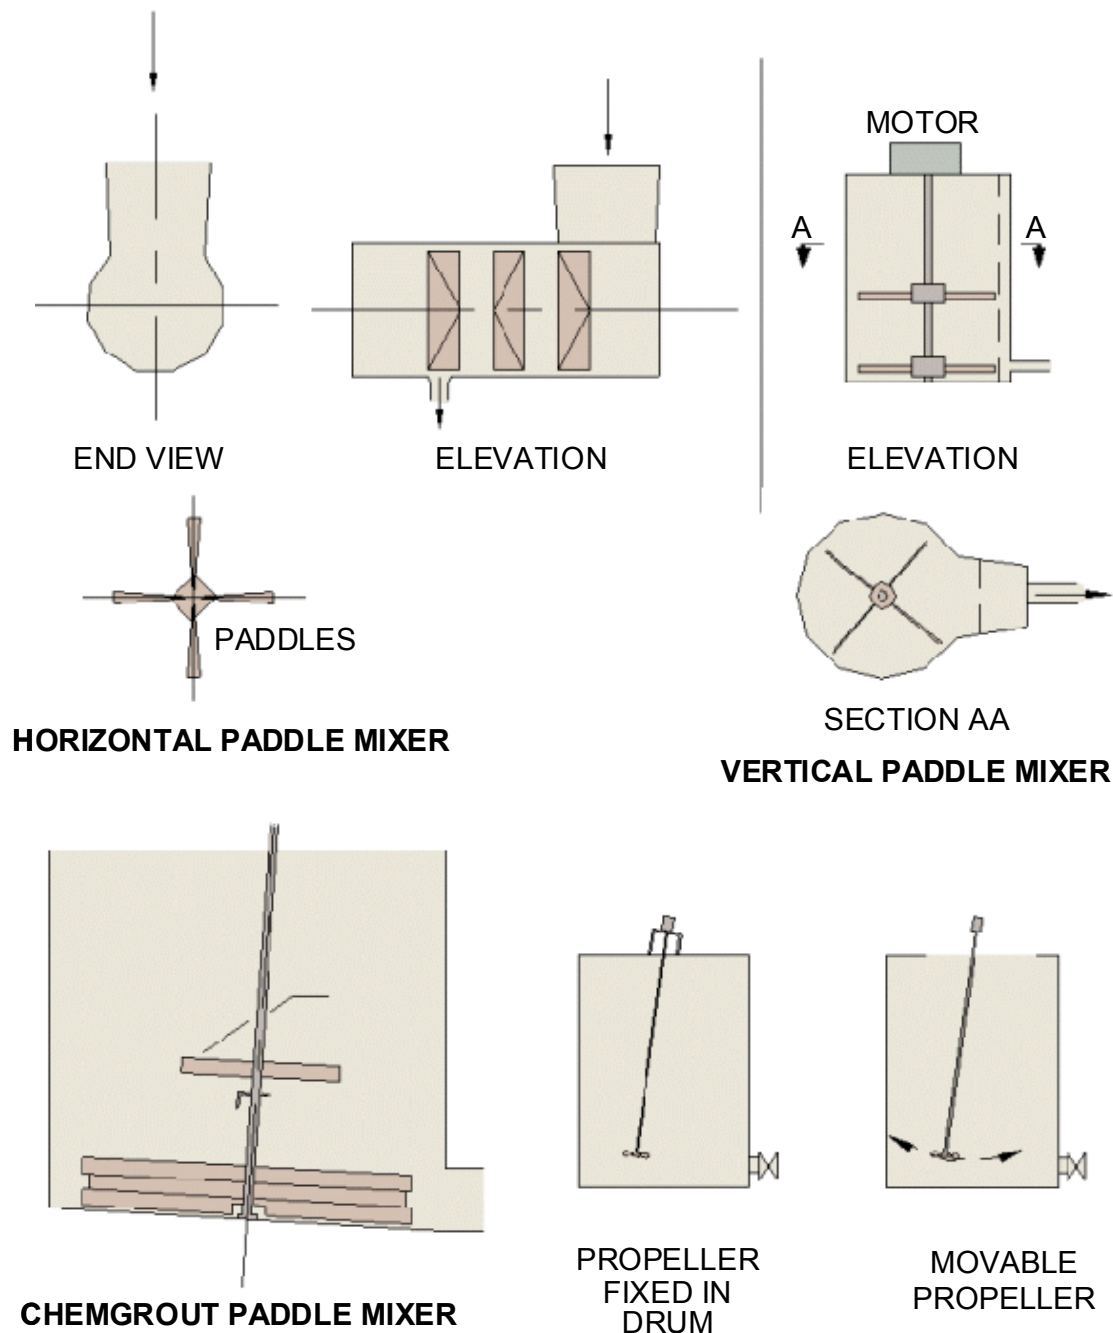 MOTOR
A
A
END VIEW
ELEVATION
ELEVATION
PADDLES
HORIZONTAL PADDLE MIXER
SECTION AA
VERTICAL PADDLE MIXER
CHEMGROUT PADDLE MIXER
PROPELLER
FIXED IN
DRUM
MOVABLE
PROPELLER